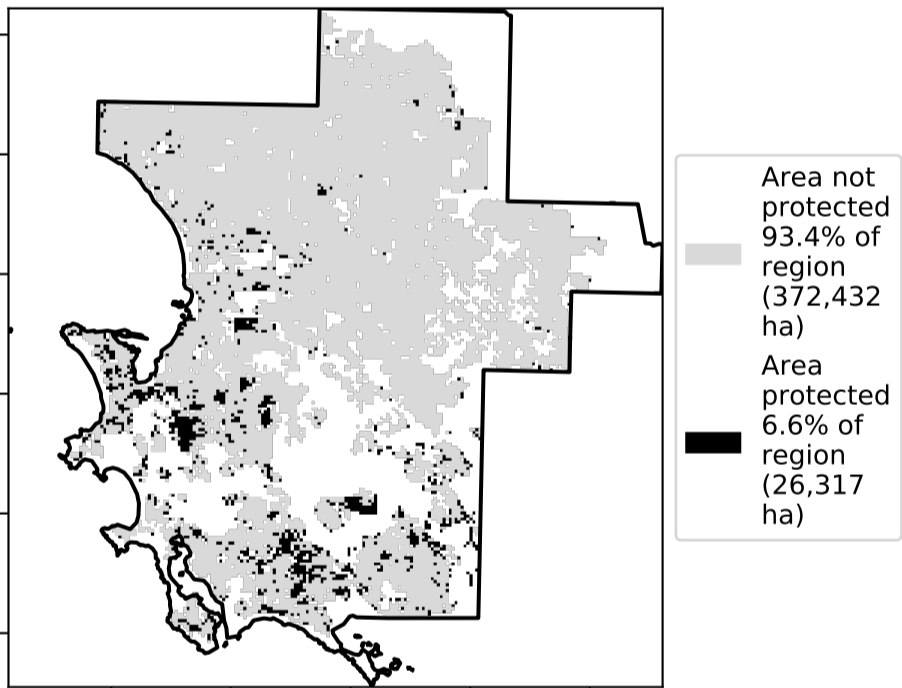 Area not
protected
93.4% of
region
(372,432
ha)
Area
protected
6.6% of
region
(26,317
ha)